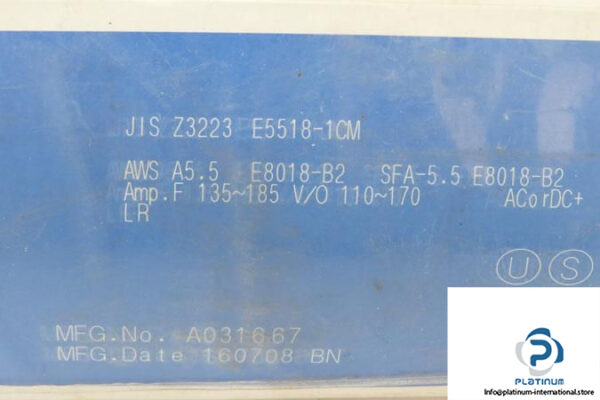 JIS Z3223 E5518-1CM
AWS A5.5 E8018-B2 SFA-5.5 E8018-B2
Amp.F 135~185 V/O 110~170 ACorDC+
LR
U S
MFG.No. A031667
MFG.Date 160708 BN
PLATINUM
Info@platinum-international.store